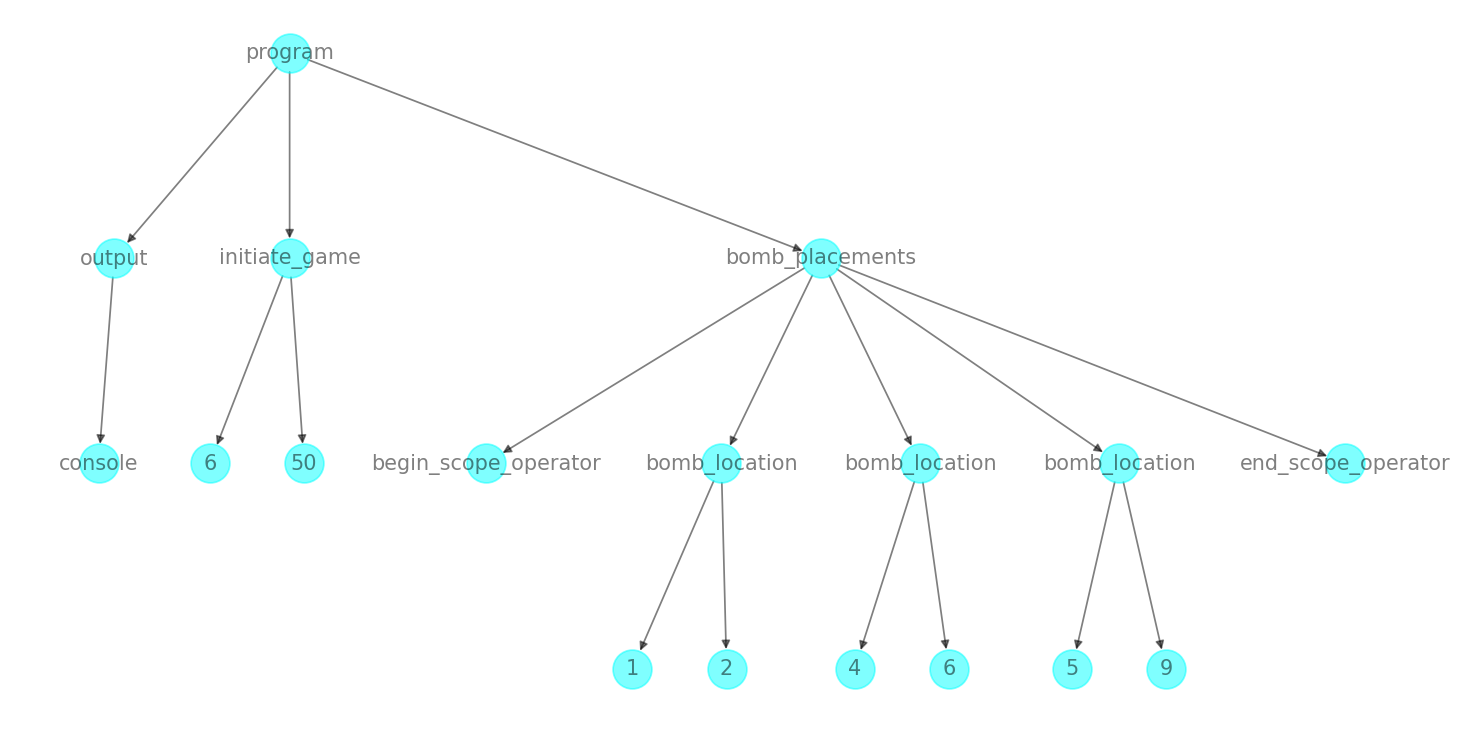 program
output
initiate_game
bomb_placements
console
6
50
begin_scope_operator
bomb_location
bomb_location
bomb_location
end_scope_operator
1
2
4
6
5
9